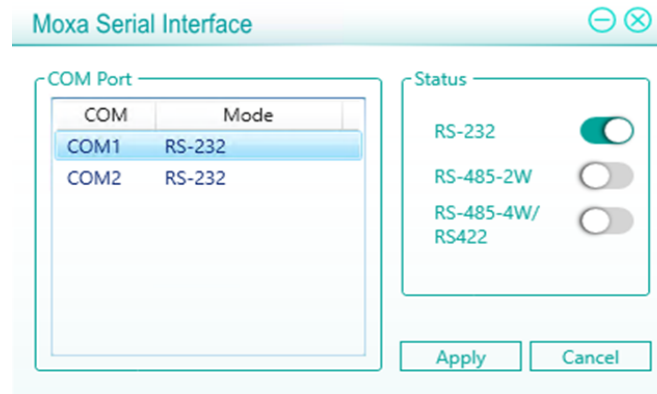 Moxa Serial Interface
COM Port
COM Mode
COM1 RS-232
COM2 RS-232
Status
RS-232
RS-485-2W
RS-485-4W/
RS422
Apply Cancel